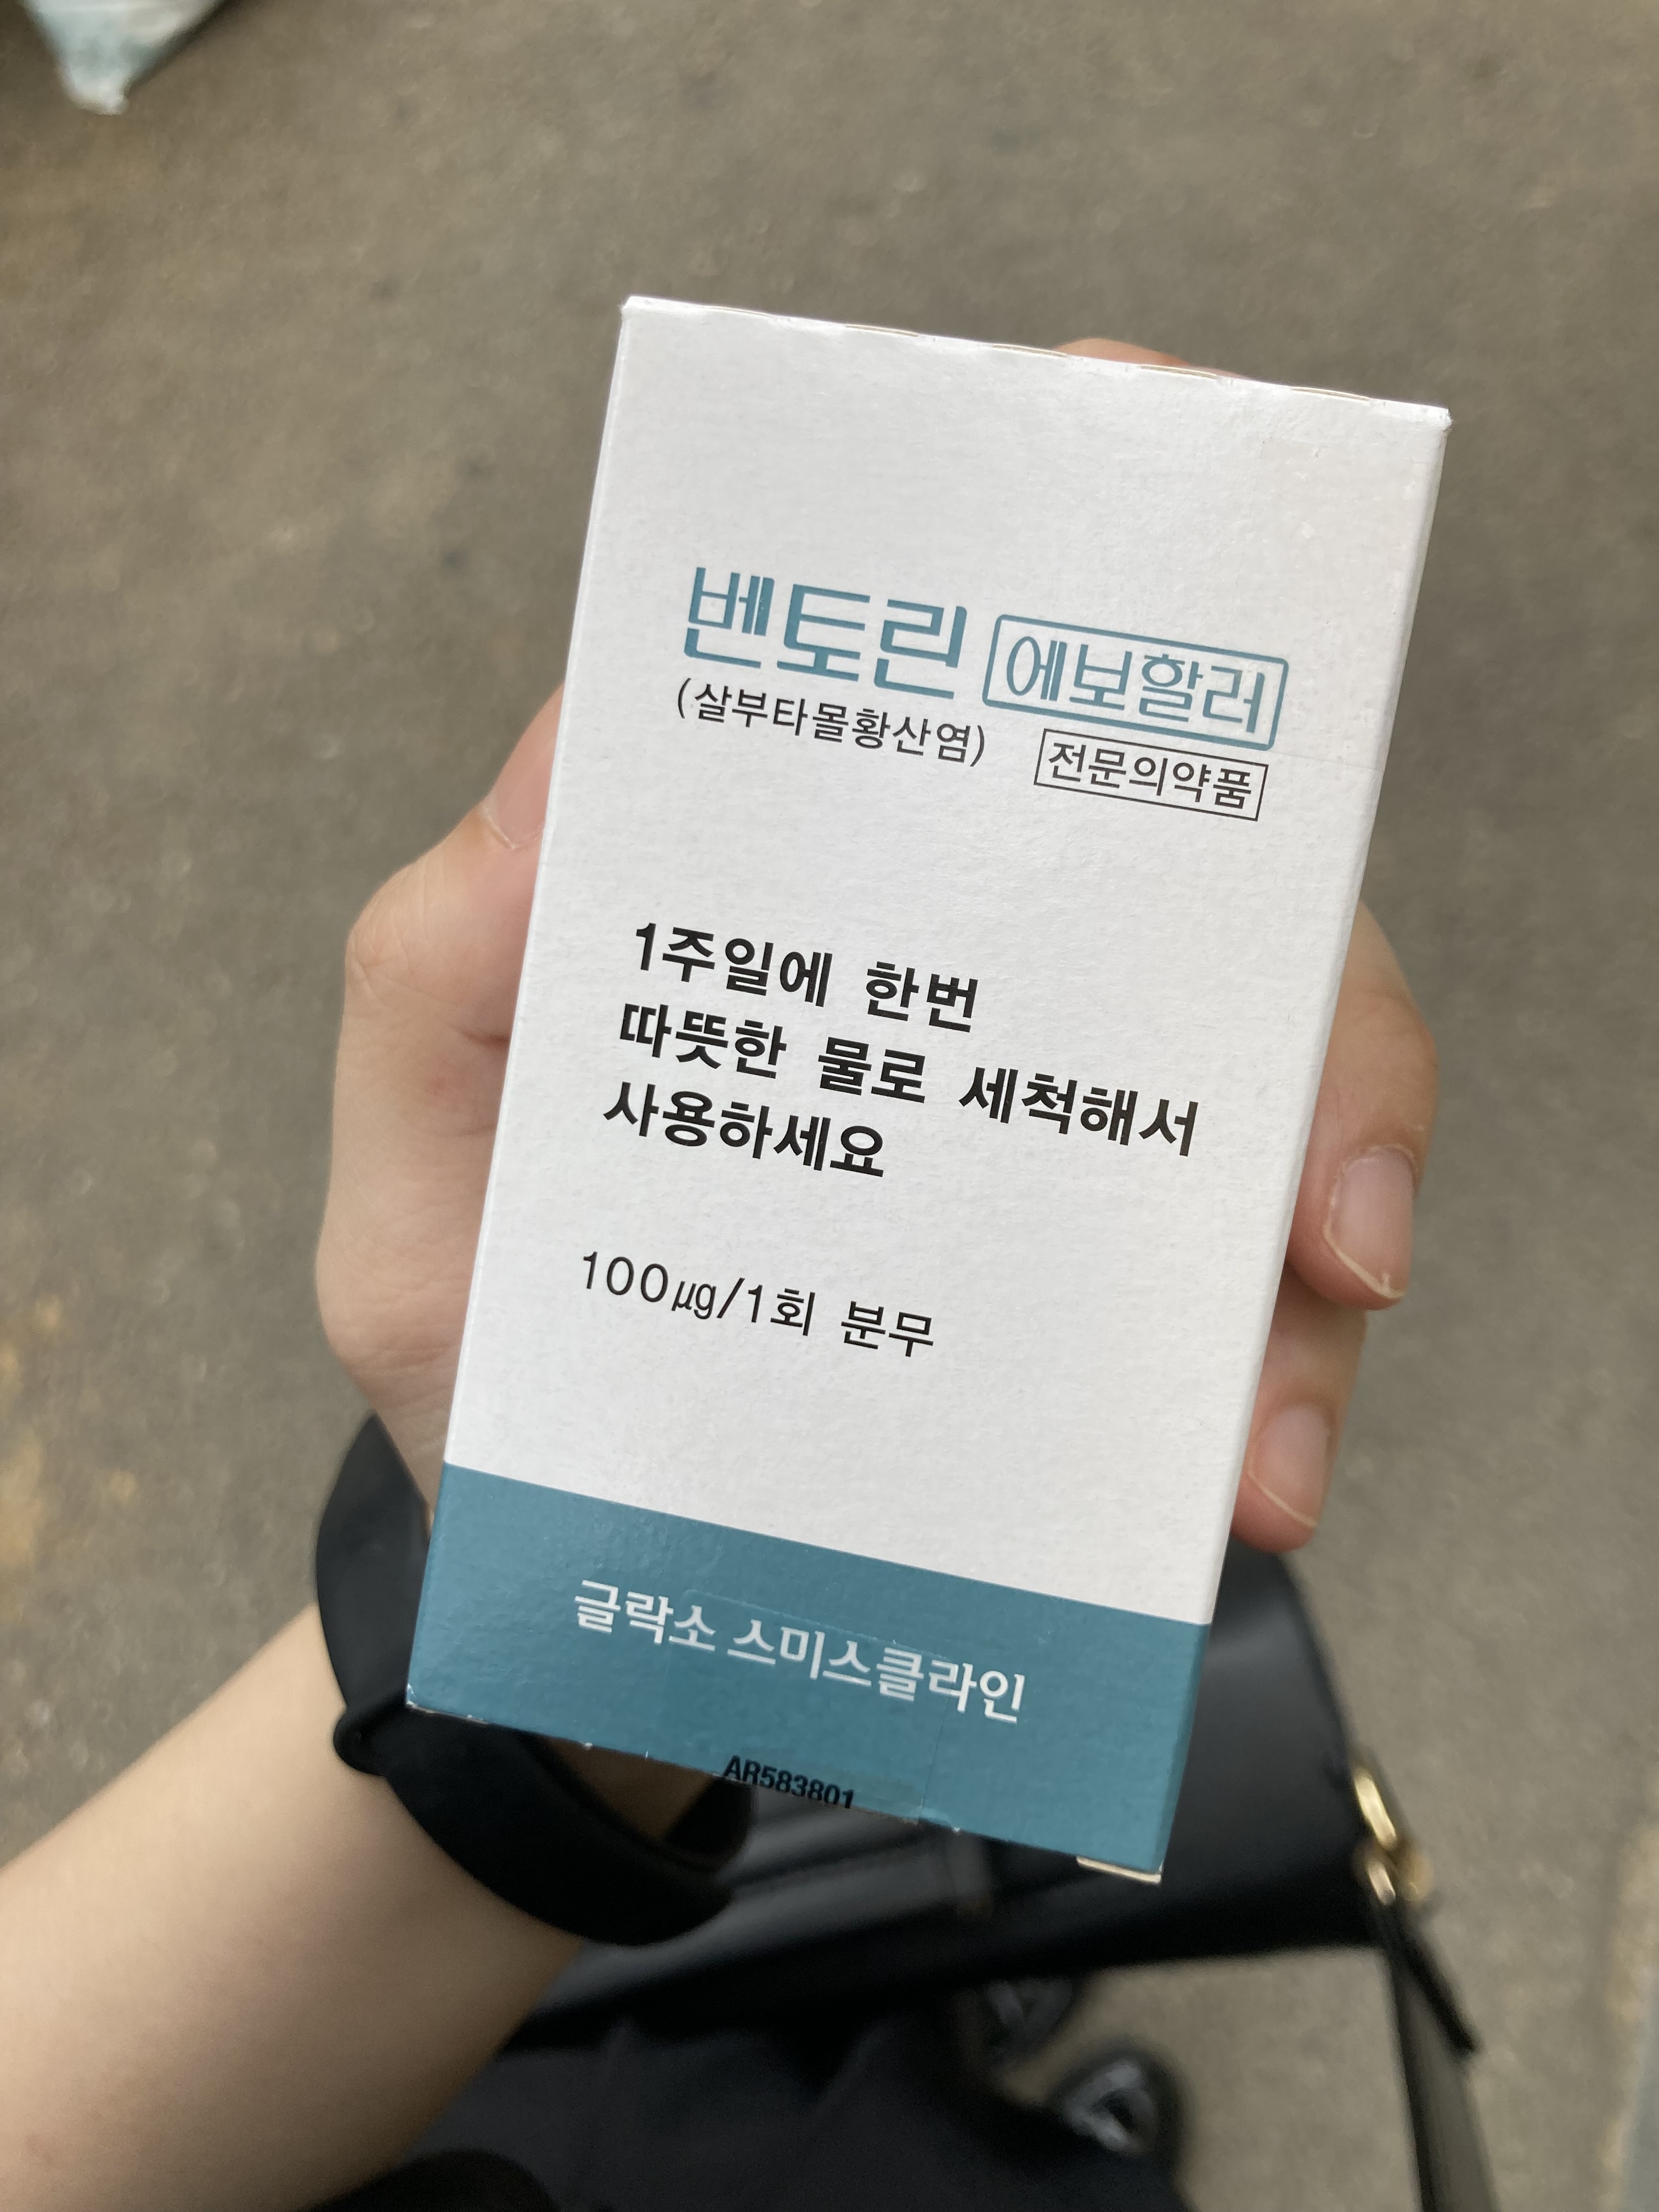 벤토린 에보할러
(살부타몰황산염) 전문의약품
1주일에 한번
따뜻한 물로 세척해서
사용하세요
100㎍/1회 분무
글락소 스미스클라인
AR583801